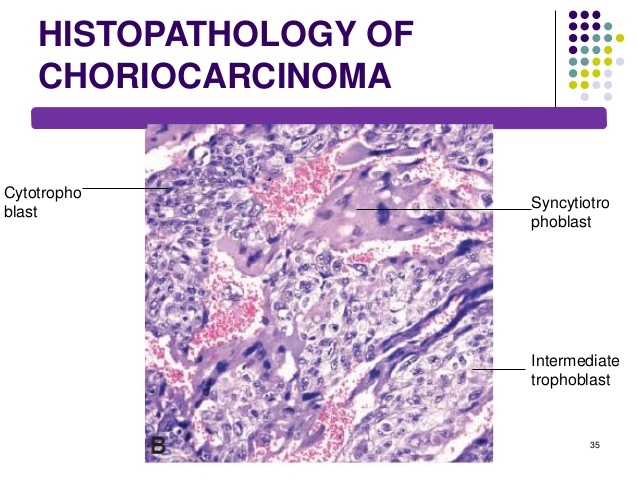 HISTOPATHOLOGY OF
CHORIOCARCINOMA
Cytotropho
blast
Syncytiotro
phoblast
Intermediate
trophoblast
B
35